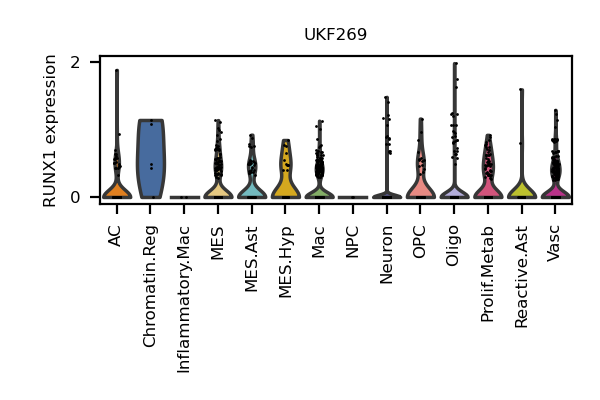 UKF269
RUNX1 expression
2
0
AC
Chromatin.Reg
Inflammatory.Mac
MES
MES.Ast
MES.Hyp
Mac
NPC
Neuron
OPC
Oligo
Prolif.Metab
Reactive.Ast
Vasc